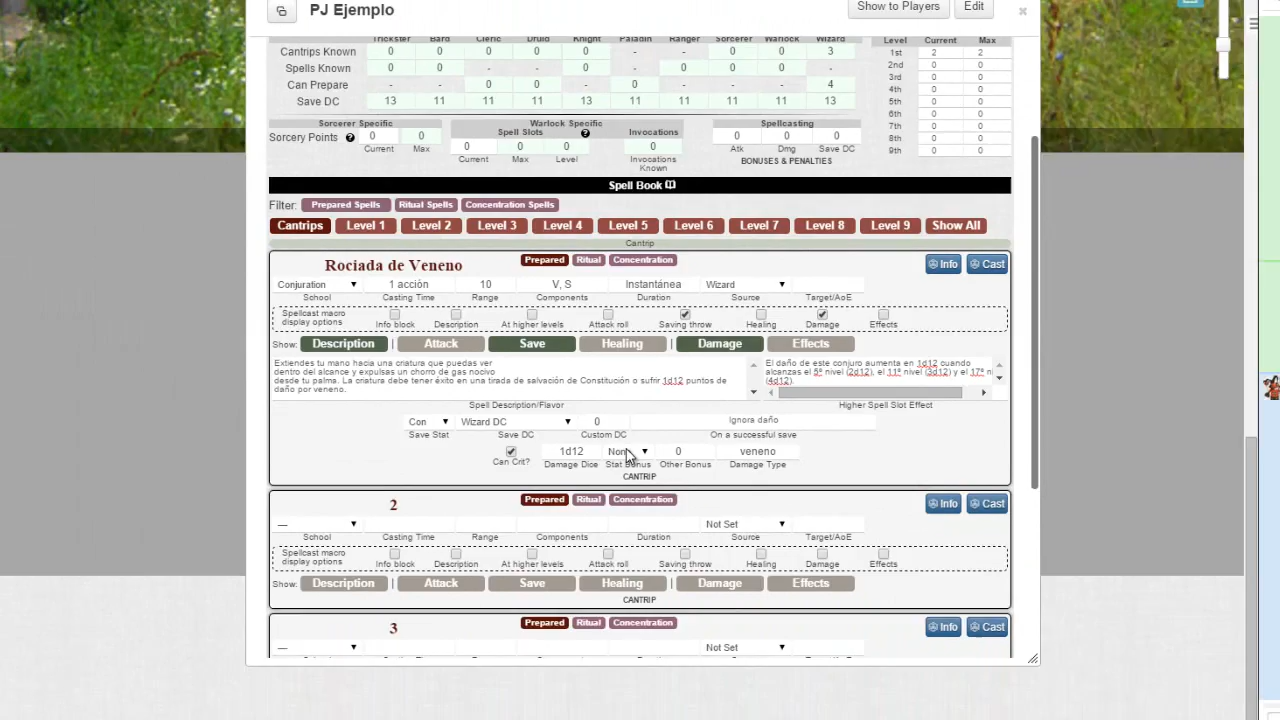 PJ Ejemplo
Show to Players
Edit
Trickster Bard Cleric Druid Knight Paladin Ranger Sorcerer Warlock Wizard
Cantrips Known 0 0 0 0 0 - - 0 0 3
Spells Known 0 0 - - 0 - 0 0 0 -
Can Prepare - - 0 0 - 0 - - - 4
Save DC 13 11 11 11 13 11 11 11 11 13
Level Current Max
1st 2 2
2nd 0 0
3rd 0 0
4th 0 0
5th 0 0
6th 0 0
7th 0 0
8th 0 0
9th 0 0
Sorcerer Specific
Sorcery Points ? 0 0
Current Max
Warlock Specific
Spell Slots ? Invocations
0 0 0 0
Current Max Level Invocations
Known
Spellcasting
0 0 0
Atk Dmg Save DC
BONUSES & PENALTIES
Spell Book
Filter: Prepared Spells Ritual Spells Concentration Spells
Cantrips Level 1 Level 2 Level 3 Level 4 Level 5 Level 6 Level 7 Level 8 Level 9 Show All
Cantrip
Rociada de Veneno Prepared Ritual Concentration Info Cast
Conjuration 1 acción 10 V, S Instantánea Wizard
School Casting Time Range Components Duration Source Target/AoE
Spellcast macro
display options
Info block Description At higher levels Attack roll Saving throw Healing Damage Effects
Show: Description | Attack Save Healing | Damage Effects
Extiendes tu mano hacia una criatura que puedas ver
dentro del alcance y expulsas un chorro de gas nocivo
desde tu palma. La criatura debe tener éxito en una tirada de salvación de Constitución o sufrir 1d12 puntos de
daño por veneno.
El daño de este conjuro aumenta en 1d12 cuando
alcanzas el 5º nivel (2d12), el 11º nivel (3d12) y el 17º n
(4d12).
Spell Description/Flavor Higher Spell Slot Effect
Con Wizard DC 0 Ignora daño
Save Stat Save DC Custom DC On a successful save
1d12 Non 0 veneno
Can Crit? Damage Dice Stat Bonus Other Bonus Damage Type
CANTRIP
2 Prepared Ritual Concentration Info Cast
— Not Set
School Casting Time Range Components Duration Source Target/AoE
Spellcast macro
display options
Info block Description At higher levels Attack roll Saving throw Healing Damage Effects
Show: Description | Attack Save Healing | Damage Effects
CANTRIP
3 Prepared Ritual Concentration Info Cast
— Not Set